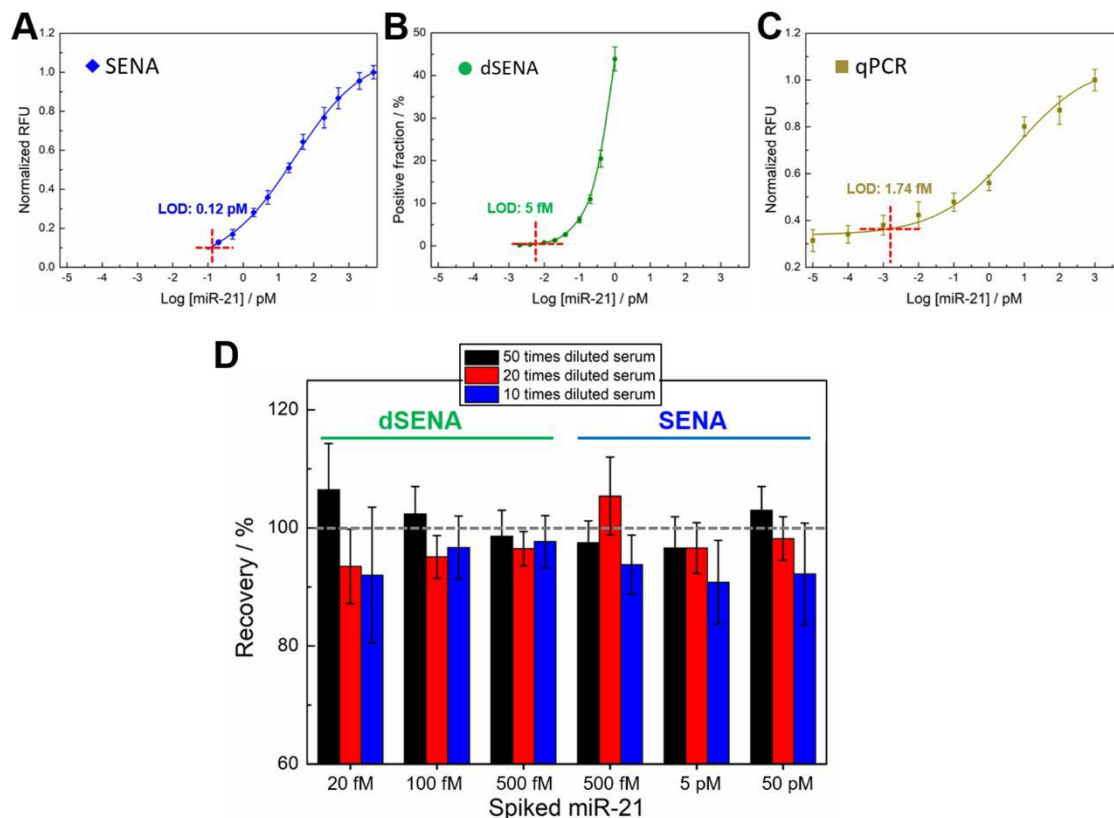 A
SENA
Normalized RFU
1.0
0.8
0.6
0.4
0.2
0.0
LOD: 0.12 pM
-5 -4 -3 -2 -1 0 1 2 3
Log [miR-21] / pM
B
dSENA
Positive fraction / %
50
40
30
20
10
0
LOD: 5 fM
-5 -4 -3 -2 -1 0 1 2 3
Log [miR-21] / pM
C
qPCR
Normalized RFU
1.0
0.8
0.6
0.4
0.2
LOD: 1.74 fM
-5 -4 -3 -2 -1 0 1 2 3
Log [miR-21] / pM
D
50 times diluted serum
20 times diluted serum
10 times diluted serum
dSENA
SENA
Recovery / %
120
100
80
60
20 fM 100 fM 500 fM 500 fM 5 pM 50 pM
Spiked miR-21